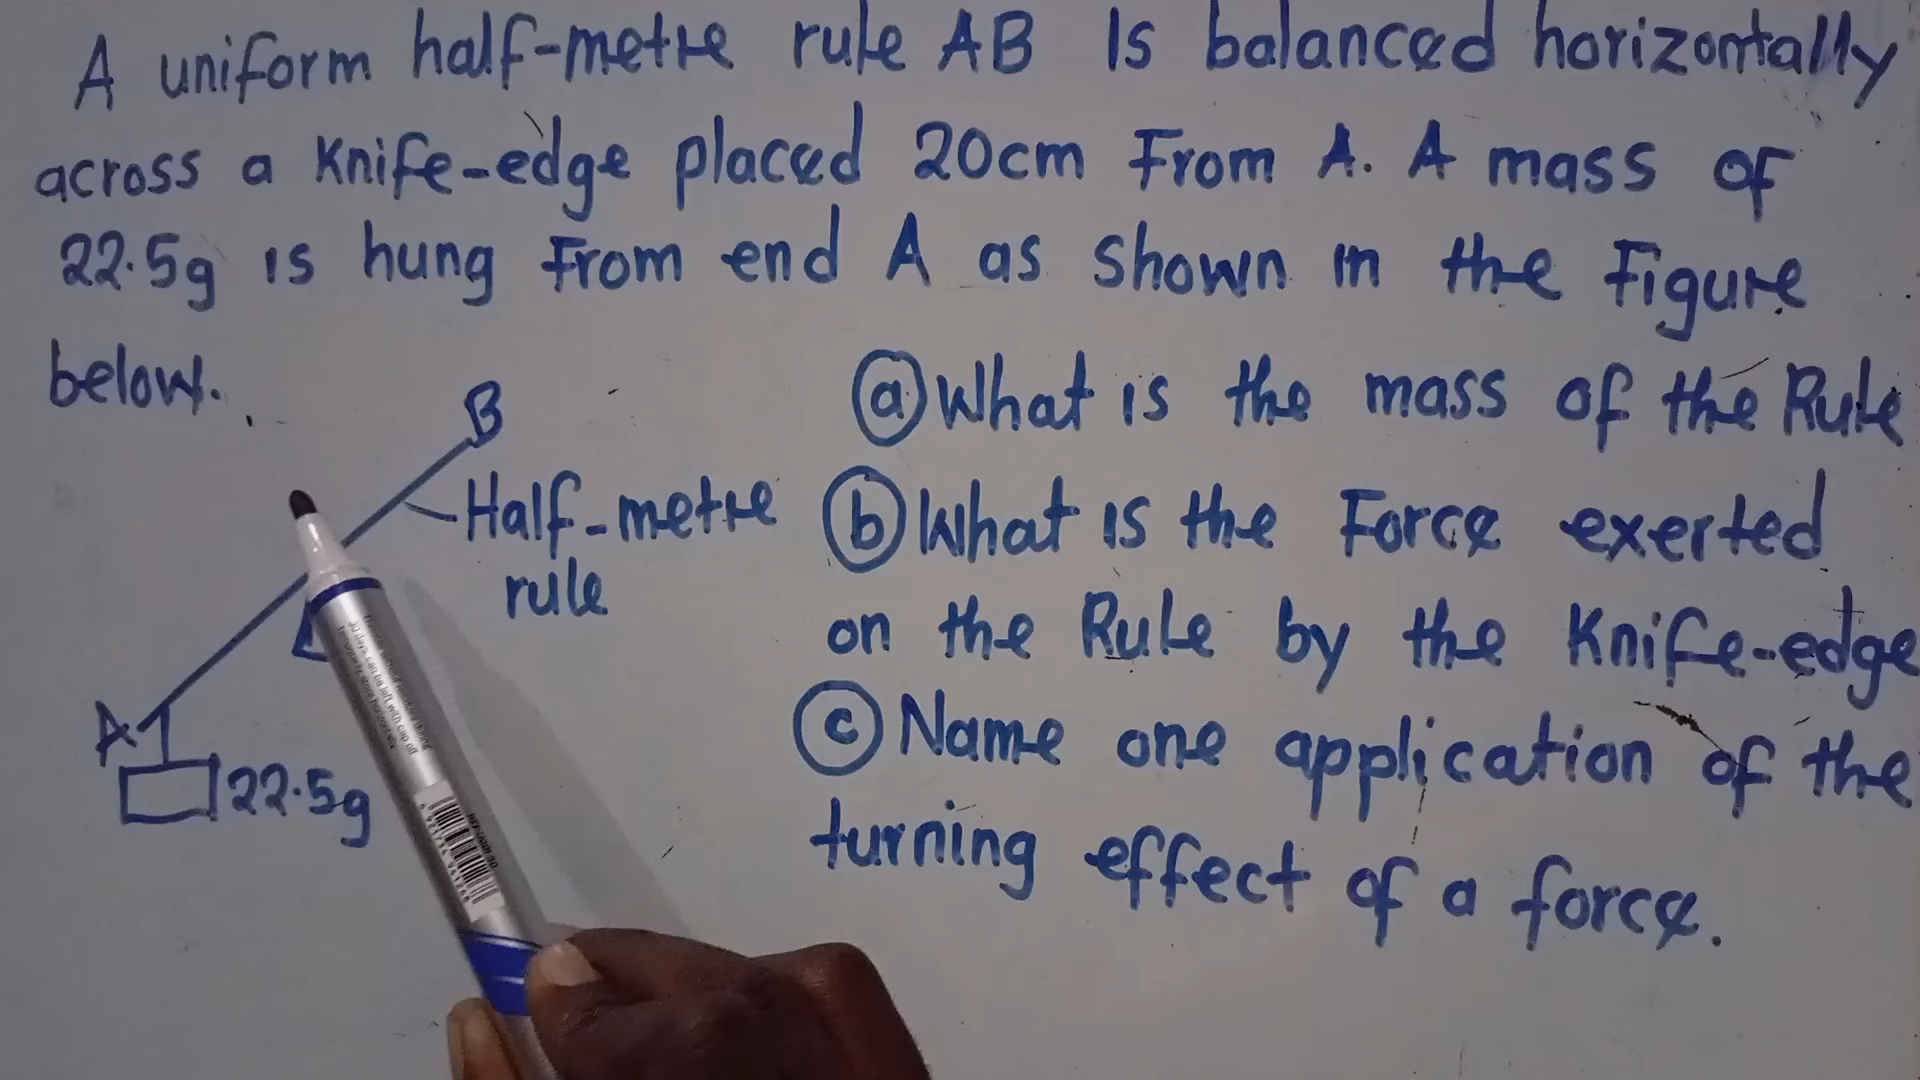 A uniform half-metre rule AB is balanced horizontally
across a Knife-edge placed 20cm From A. A mass of
22.5g is hung From end A as shown in the Figure
below.
B
Half-metre
rule
A
22.5g
(a) What is the mass of the Rule
(b) What is the Force exerted
on the Rule by the Knife-edge
(c) Name one application of the
turning effect of a force.